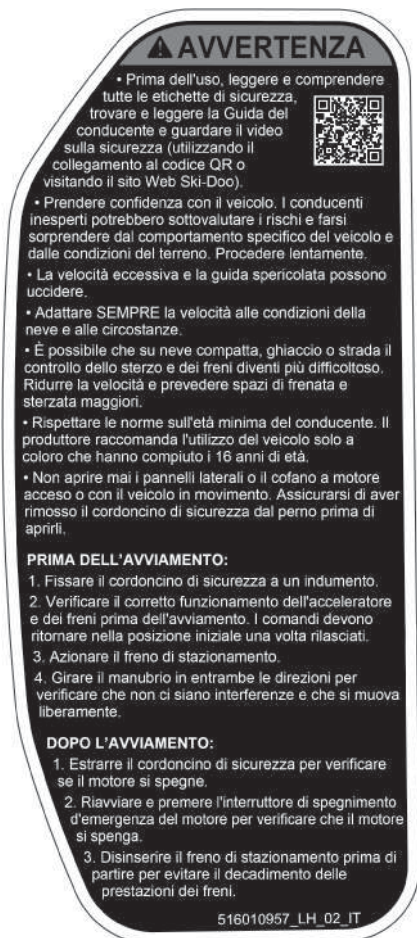 AVVERTENZA
• Prima dell'uso, leggere e comprendere
tutte le etichette di sicurezza,
trovare e leggere la Guida del
conducente e guardare il video
sulla sicurezza (utilizzando il
collegamento al codice QR o
visitando il sito Web Ski-Doo).
• Prendere confidenza con il veicolo. I conducenti
inesperti potrebbero sottovalutare i rischi e farsi
sorprendere dal comportamento specifico del veicolo e
dalle condizioni del terreno. Procedere lentamente.
• La velocità eccessiva e la guida spericolata possono
uccidere.
• Adattare SEMPRE la velocità alle condizioni della
neve e alle circostanze.
• È possibile che su neve compatta, ghiaccio o strada il
controllo dello sterzo e dei freni diventi più difficoltoso.
Ridurre la velocità e prevedere spazi di frenata e
sterzata maggiori.
• Rispettare le norme sull'età minima del conducente. Il
produttore raccomanda l'utilizzo del veicolo solo a
coloro che hanno compiuto i 16 anni di età.
• Non aprire mai i pannelli laterali o il cofano a motore
acceso o con il veicolo in movimento. Assicurarsi di aver
rimosso il cordoncino di sicurezza dal perno prima di
aprirli.
PRIMA DELL'AVVIAMENTO:
1. Fissare il cordoncino di sicurezza a un indumento.
2. Verificare il corretto funzionamento dell'acceleratore
e dei freni prima dell'avviamento. I comandi devono
ritornare nella posizione iniziale una volta rilasciati.
3. Azionare il freno di stazionamento.
4. Girare il manubrio in entrambe le direzioni per
verificare che non ci siano interferenze e che si muova
liberamente.
DOPO L'AVVIAMENTO:
1. Estrarre il cordoncino di sicurezza per verificare
se il motore si spegne.
2. Riavviare e premere l'interruttore di spegnimento
d'emergenza del motore per verificare che il motore
si spenga.
3. Disinserire il freno di stazionamento prima di
partire per evitare il decadimento delle
prestazioni dei freni.
516010957_LH_02_IT